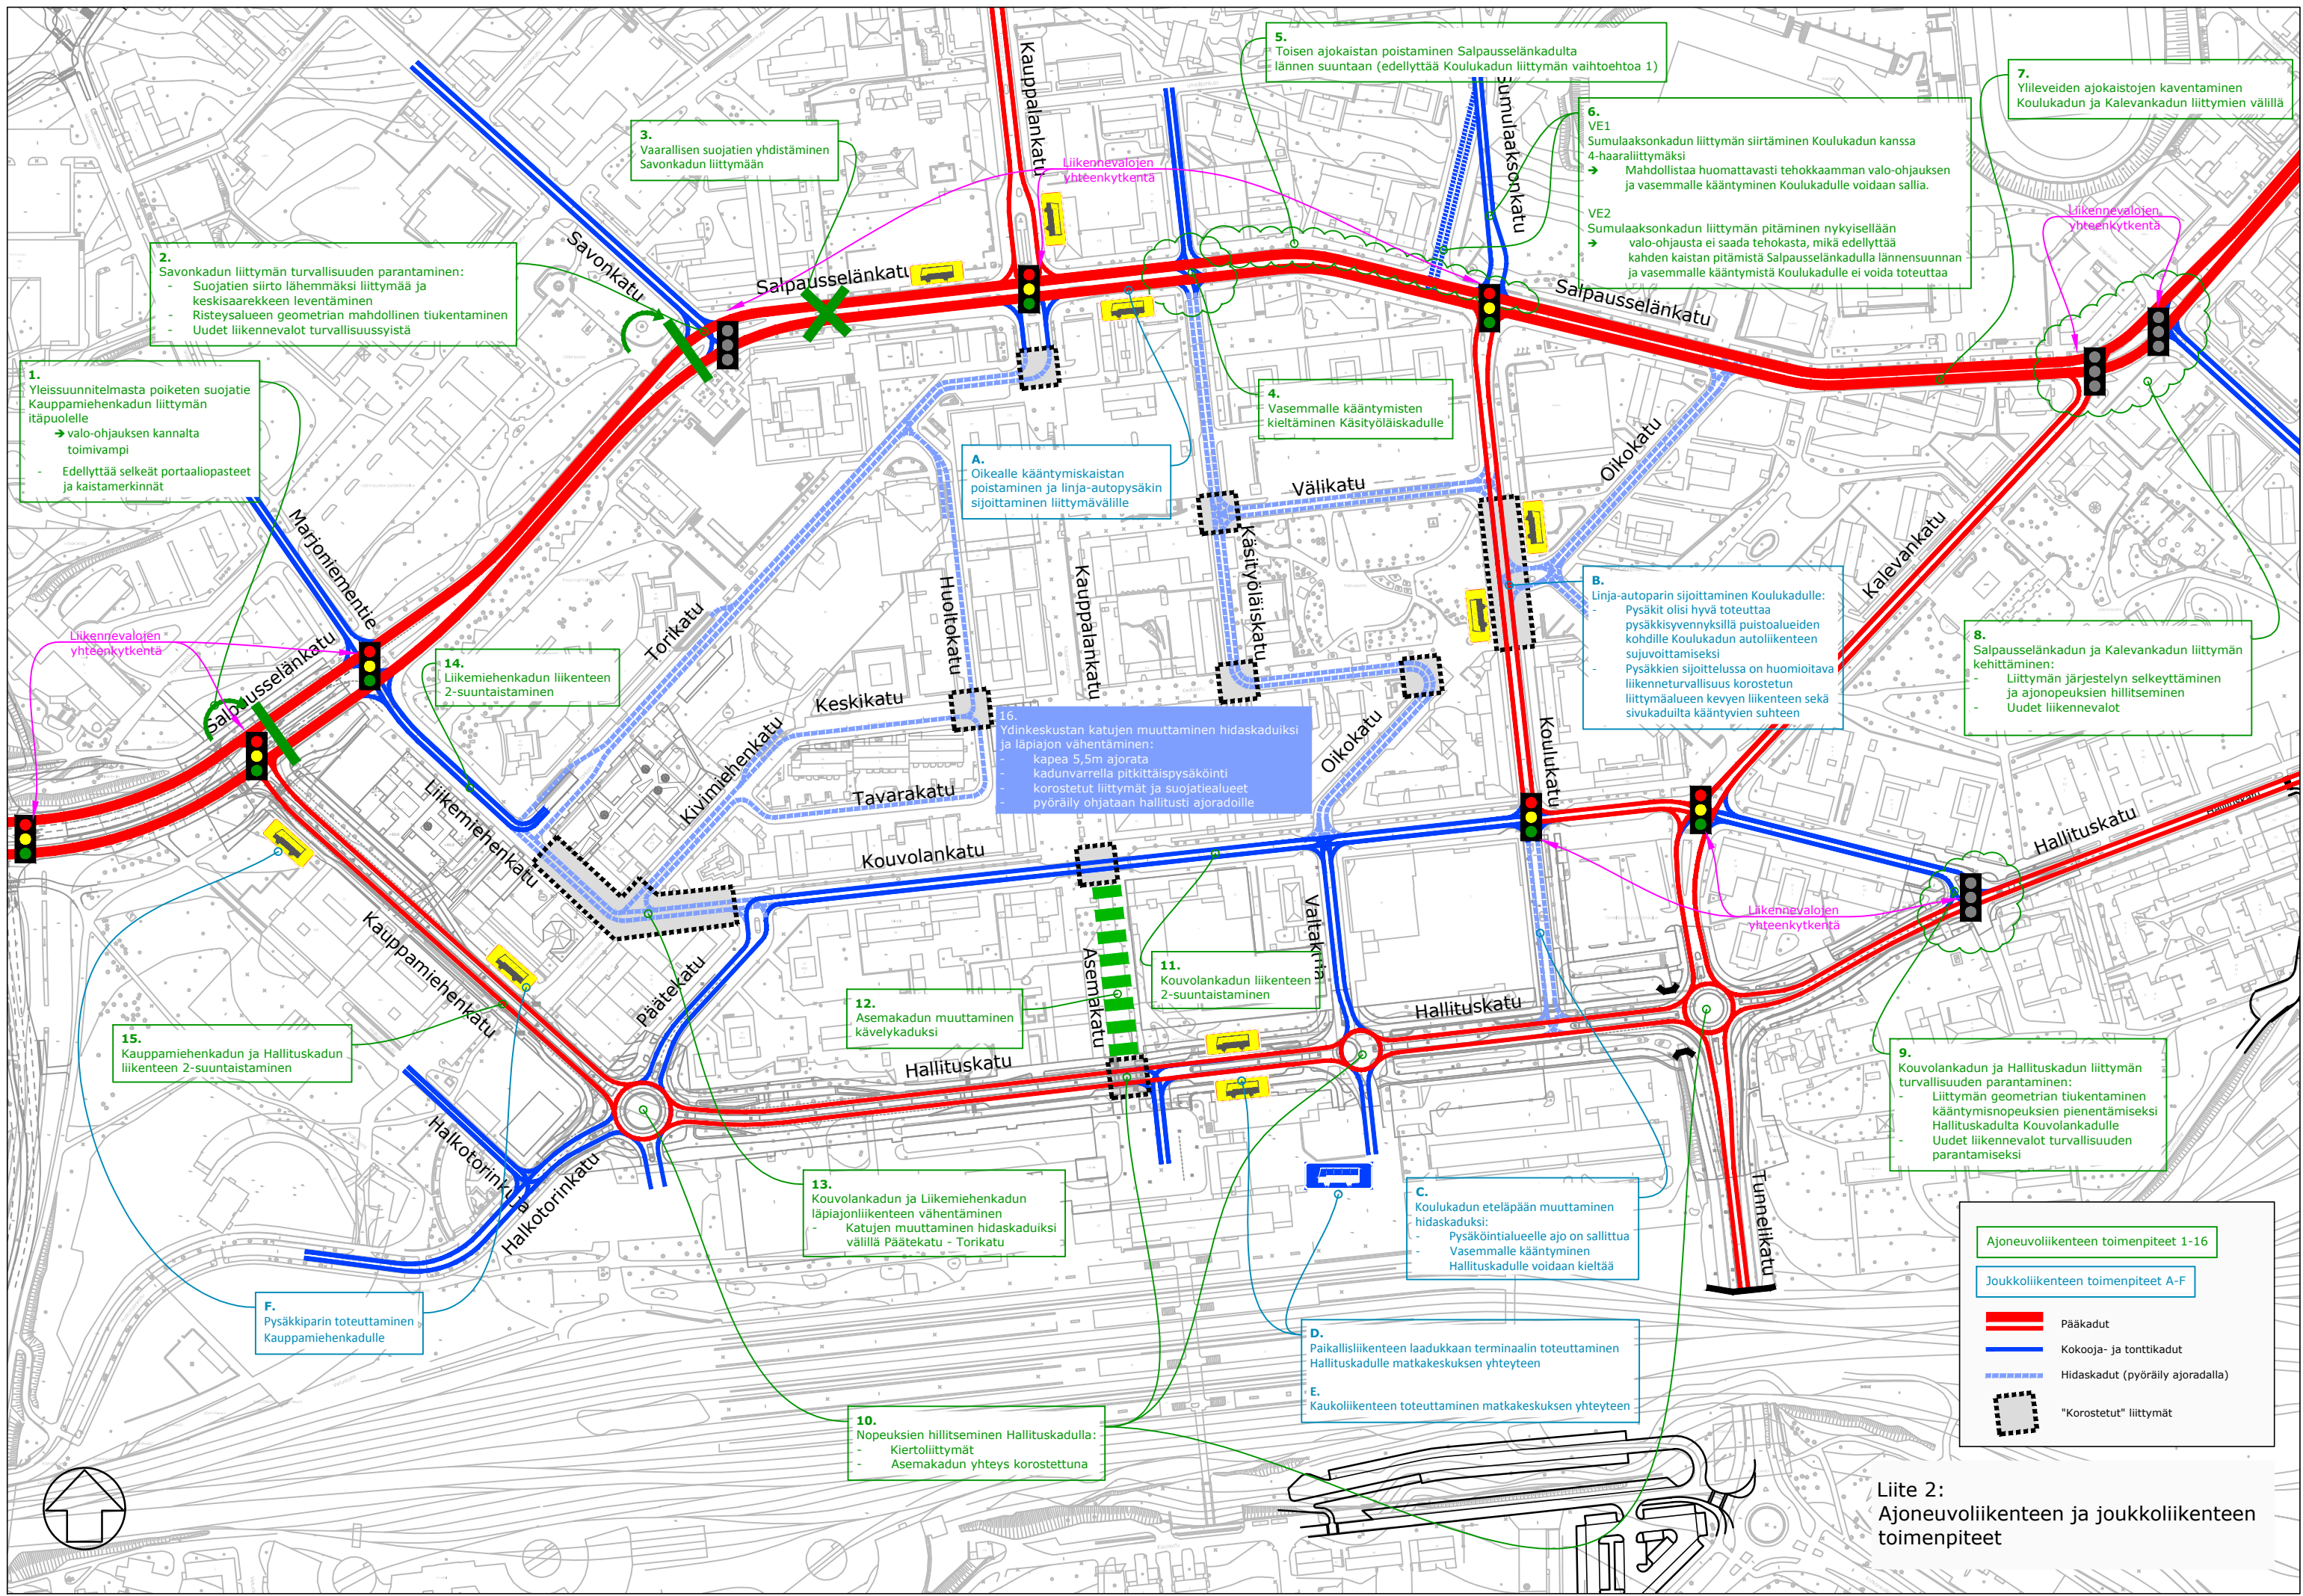 Kauppalankatu
5.
Toisen ajokaistan poistaminen Salpausselänkadulta
lännen suuntaan (edellyttää Koulukadun liittymän vaihtoehtoa 1)
Sumulaaksonkatu
7.
Ylileveiden ajokaistojen kaventaminen
Koulukadun ja Kalevankadun liittymien välillä
3.
Vaarallisen suojatien yhdistäminen
Savonkadun liittymään
Liikennevalojen
yhteenkytkentä
6.
VE1
Sumulaaksonkadun liittymän siirtäminen Koulukadun kanssa
4-haaraliittymäksi
➔ Mahdollistaa huomattavasti tehokkaamman valo-ohjauksen
ja vasemmalle kääntyminen Koulukadulle voidaan sallia.
VE2
Sumulaaksonkadun liittymän pitäminen nykyisellään
➔ valo-ohjausta ei saada tehokasta, mikä edellyttää
kahden kaistan pitämistä Salpausselänkadulla lännensuunnan
ja vasemmalle kääntymistä Koulukadulle ei voida toteuttaa
Liikennevalojen
yhteenkytkentä
2.
Savonkadun liittymän turvallisuuden parantaminen:
- Suojatien siirto lähemmäksi liittymää ja
keskisaarekkeen leventäminen
- Risteysalueen geometrian mahdollinen tiukentaminen
- Uudet liikennevalot turvallisuussyistä
Savonkatu
Salpausselänkatu
Salpausselänkatu
1.
Yleissuunnitelmasta poiketen suojatie
Kauppamiehenkadun liittymän
itäpuolelle
➔ valo-ohjauksen kannalta
toimivampi
- Edellyttää selkeät portaaliopasteet
ja kaistamerkinnät
4.
Vasemmalle kääntymisten
kieltäminen Käsityöläiskadulle
A.
Oikealle kääntymiskaistan
poistaminen ja linja-autopysäkin
sijoittaminen liittymävälille
Välikatu
Oikokatu
Marjoniementie
Käsityöläiskatu
Kalevankatu
Huoltokatu
Kauppalankatu
Torikatu
B.
Linja-autoparin sijoittaminen Koulukadulle:
- Pysäkit olisi hyvä toteuttaa
pysäkkisyvennyksillä puistoalueiden
kohdille Koulukadun autoliikenteen
sujuvoittamiseksi
- Pysäkkien sijoittelussa on huomioitava
liikenneturvallisuus korostetun
liittymäalueen kevyen liikenteen sekä
sivukaduilta kääntyvien suhteen
8.
Salpausselänkadun ja Kalevankadun liittymän
kehittäminen:
- Liittymän järjestelyn selkeyttäminen
ja ajonopeuksien hillitseminen
- Uudet liikennevalot
Liikennevalojen
yhteenkytkentä
Salpausselänkatu
14.
Liikemiehenkadun liikenteen
2-suuntaistaminen
Keskikatu
Kivimiehenkatu
16.
Ydinkeskustan katujen muuttaminen hidaskaduiksi
ja läpiajon vähentäminen:
- kapea 5,5m ajorata
- kadunvarrella pitkittäispysäköinti
- korostetut liittymät ja suojatiealueet
- pyöräily ohjataan hallitusti ajoradoille
Oikokatu
Koulukatu
Tavarakatu
Liikemiehenkatu
Kouvolankatu
Hallituskatu
Valtakatu
Liikennevalojen
yhteenkytkentä
Kauppamiehenkatu
Päätekatu
Asemakatu
11.
Kouvolankadun liikenteen
2-suuntaistaminen
12.
Asemakadun muuttaminen
kävelykaduksi
Hallituskatu
15.
Kauppamiehenkadun ja Hallituskadun
liikenteen 2-suuntaistaminen
Hallituskatu
9.
Kouvolankadun ja Hallituskadun liittymän
turvallisuuden parantaminen:
- Liittymän geometrian tiukentaminen
kääntymisnopeuksien pienentämiseksi
Hallituskadulta Kouvolankadulle
- Uudet liikennevalot turvallisuuden
parantamiseksi
Halkotorinkuja
Halkotorinkatu
13.
Kouvolankadun ja Liikemiehenkadun
läpiajonliikenteen vähentäminen
- Katujen muuttaminen hidaskaduiksi
välillä Päätekatu - Torikatu
C.
Koulukadun eteläpään muuttaminen
hidaskaduksi:
- Pysäköintialueelle ajo on sallittua
- Vasemmalle kääntyminen
Hallituskadulle voidaan kieltää
Tunnelikatu
F.
Pysäkkiparin toteuttaminen
Kauppamiehenkadulle
D.
Paikallisliikenteen laadukkaan terminaalin toteuttaminen
Hallituskadulle matkakeskuksen yhteyteen
E.
Kaukoliikenteen toteuttaminen matkakeskuksen yhteyteen
10.
Nopeuksien hillitseminen Hallituskadulla:
- Kiertoliittymät
- Asemakadun yhteys korostettuna
Ajoneuvoliikenteen toimenpiteet 1-16
Joukkoliikenteen toimenpiteet A-F
Pääkadut
Kokooja- ja tonttikadut
Hidaskadut (pyöräily ajoradalla)
"Korostetut" liittymät
Liite 2:
Ajoneuvoliikenteen ja joukkoliikenteen
toimenpiteet